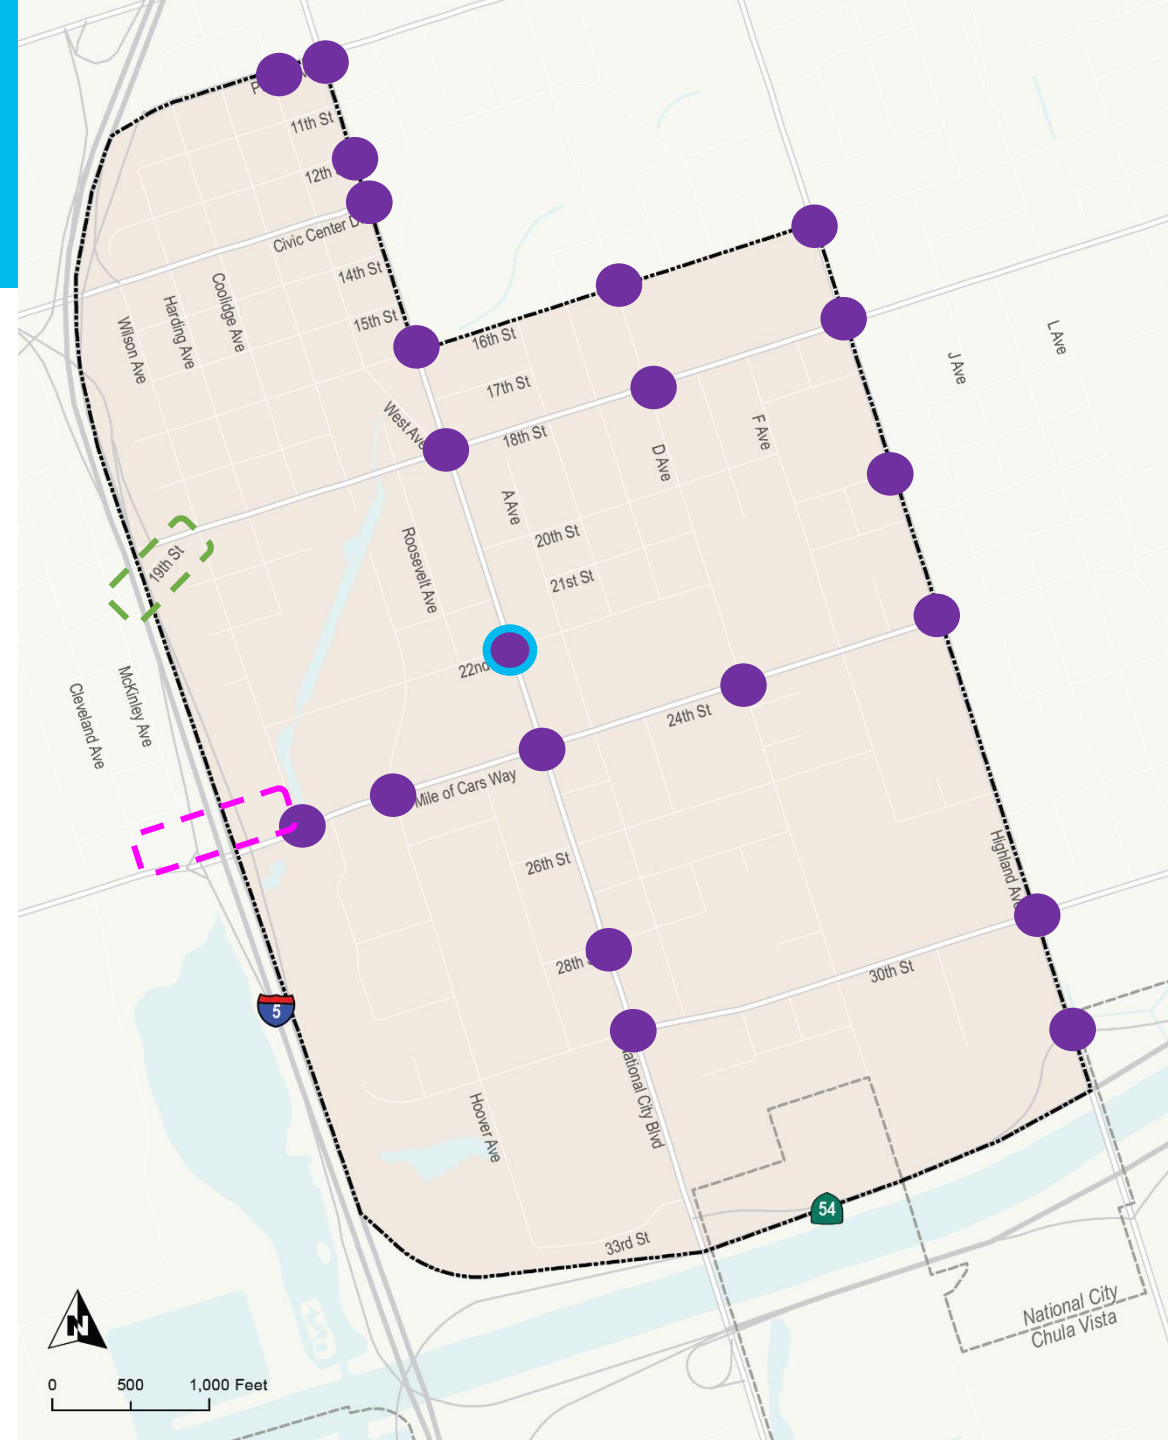 11th St
12th
Civic Center D
14th St
15th St
16th St
17th St
18th St
Coolidge Ave
Harding Ave
Wilson Ave
West Ave
L Ave
J Ave
F Ave
D Ave
A Ave
19th St
20th St
21st St
Roosevelt Ave
22nd
24th St
McKinley Ave
Cleveland Ave
Mile of Cars Way
26th St
Highland Ave
28th
30th St
5
National City Blvd
Hoover Ave
54
33rd St
National City
Chula Vista
N
0 500 1,000 Feet